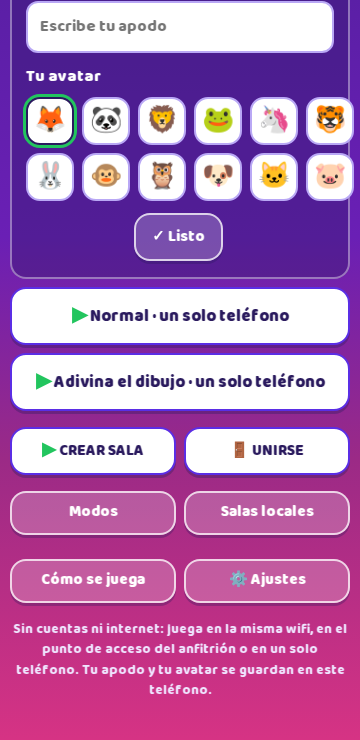 Escribe tu apodo
Tu avatar
✓ Listo
Normal · un solo teléfono
Adivina el dibujo · un solo teléfono
CREAR SALA
UNIRSE
Modos
Salas locales
Cómo se juega
Ajustes
Sin cuentas ni internet: juega en la misma wifi, en el
punto de acceso del anfitrión o en un solo
teléfono. Tu apodo y tu avatar se guardan en este
teléfono.